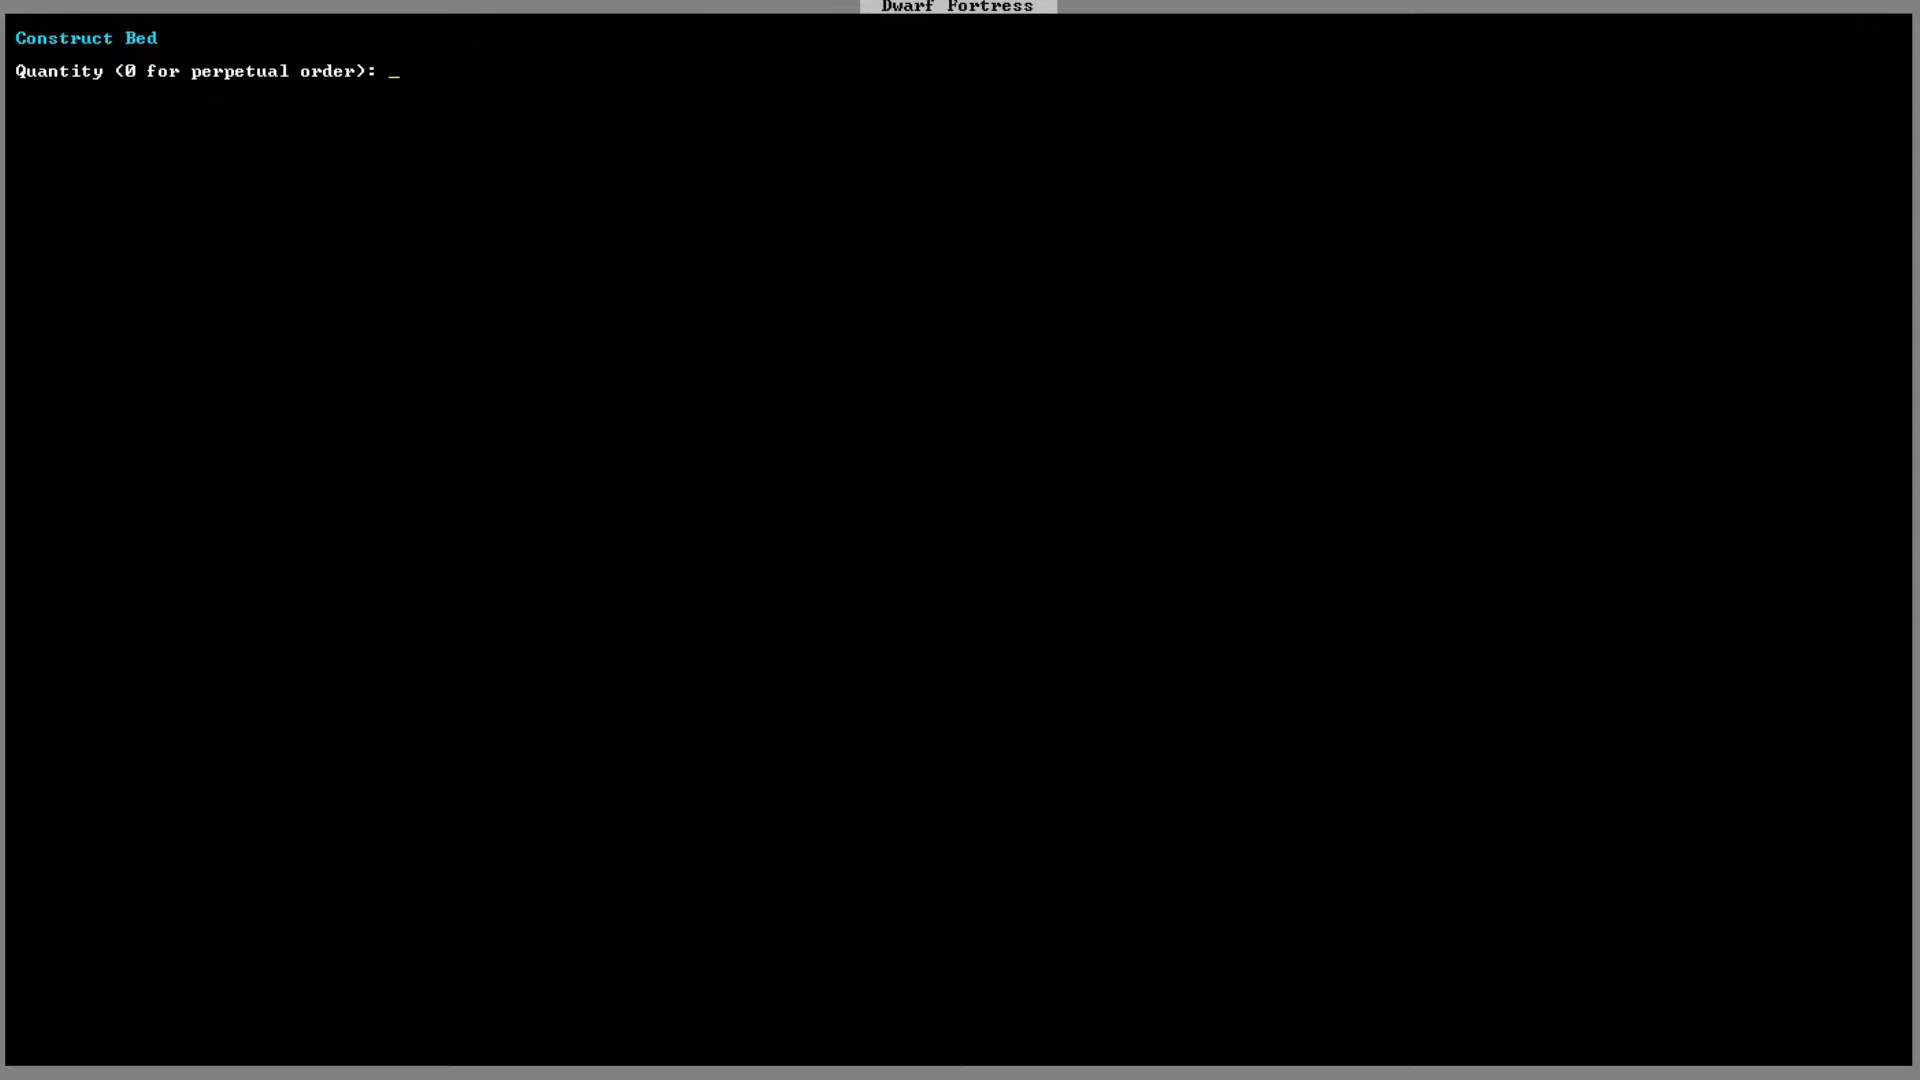 Dwarf Fortress
Construct Bed
Quantity (0 for perpetual order): _